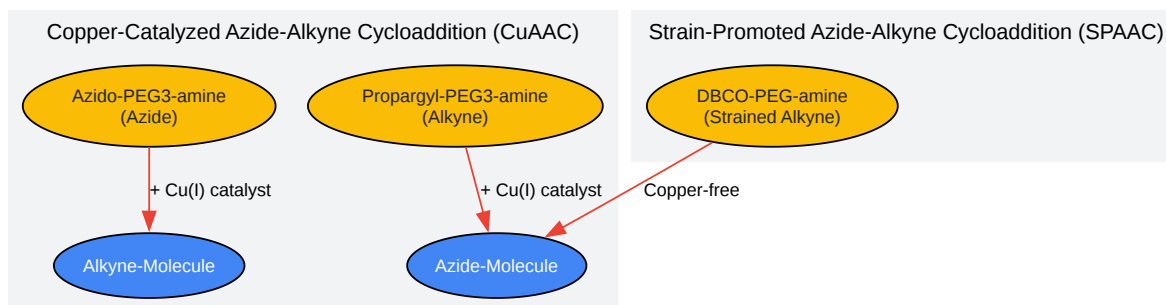 Copper-Catalyzed Azide-Alkyne Cycloaddition (CuAAC)
Strain-Promoted Azide-Alkyne Cycloaddition (SPAAC)
Azido-PEG3-amine
(Azide)
Propargyl-PEG3-amine
(Alkyne)
DBCO-PEG-amine
(Strained Alkyne)
+ Cu(I) catalyst
+ Cu(I) catalyst
Copper-free
Alkyne-Molecule
Azide-Molecule